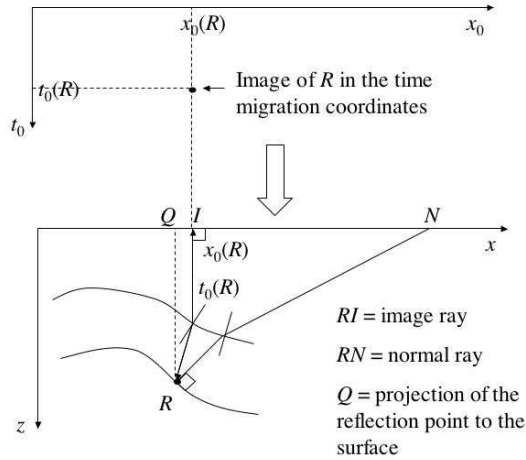 x₀(R)
x₀
t₀(R)
Image of R in the time
migration coordinates
t₀
Q
I
N
x₀(R)
x
t₀(R)
RI = image ray
RN = normal ray
R
Q = projection of the
reflection point to the
surface
z